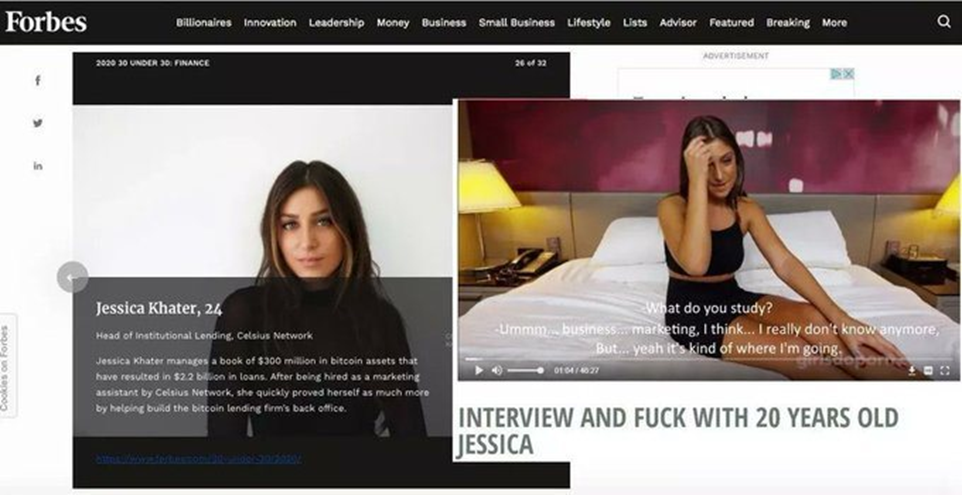 Forbes
Billionaires Innovation Leadership Money Business Small Business Lifestyle Lists Advisor Featured Breaking More
2020 30 UNDER 30: FINANCE 26 of 32
ADVERTISEMENT
Jessica Khater, 24
Head of Institutional Lending, Celsius Network
Jessica Khater manages a book of $300 million in bitcoin assets that
have resulted in $2.2 billion in loans. After being hired as a marketing
assistant by Celsius Network, she quickly proved herself as much more
by helping build the bitcoin lending firm's back office.
https://www.forbes.com/30-under-30/2020/
Cookies on Forbes
-What do you study?
-Ummm... business... marketing, I think... I really don't know anymore,
But... yeah it's kind of where I'm going.
01:04 / 46:27
INTERVIEW AND FUCK WITH 20 YEARS OLD
JESSICA